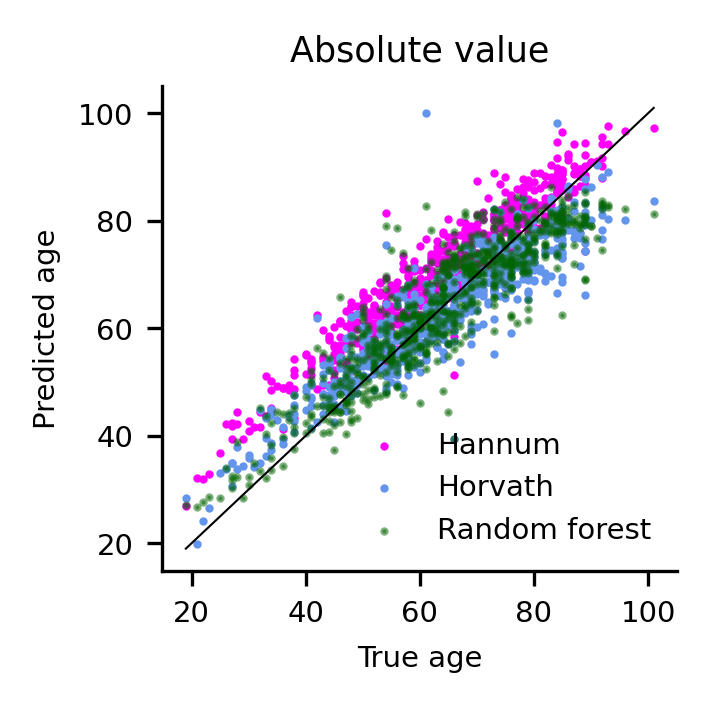 Absolute value
100
80
60
40
20
Predicted age
Hannum
Horvath
Random forest
20 40 60 80 100
True age